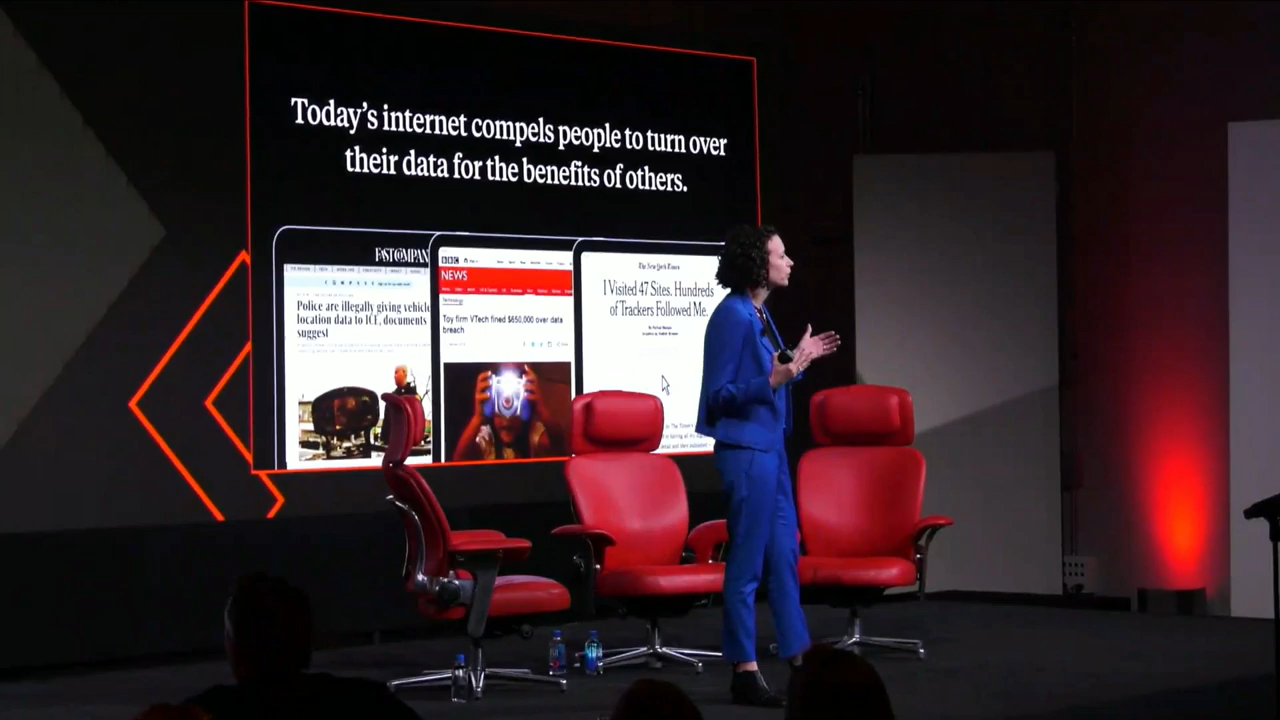 Today's internet compels people to turn over
their data for the benefits of others.
FAST COMPAN
Police are illegally giving vehicle
location data to ICE, documents
suggest
BBC
NEWS
Technology
Toy firm VTech fined $650,000 over data
breach
The New York Times
I Visited 47 Sites. Hundreds
of Trackers Followed Me.